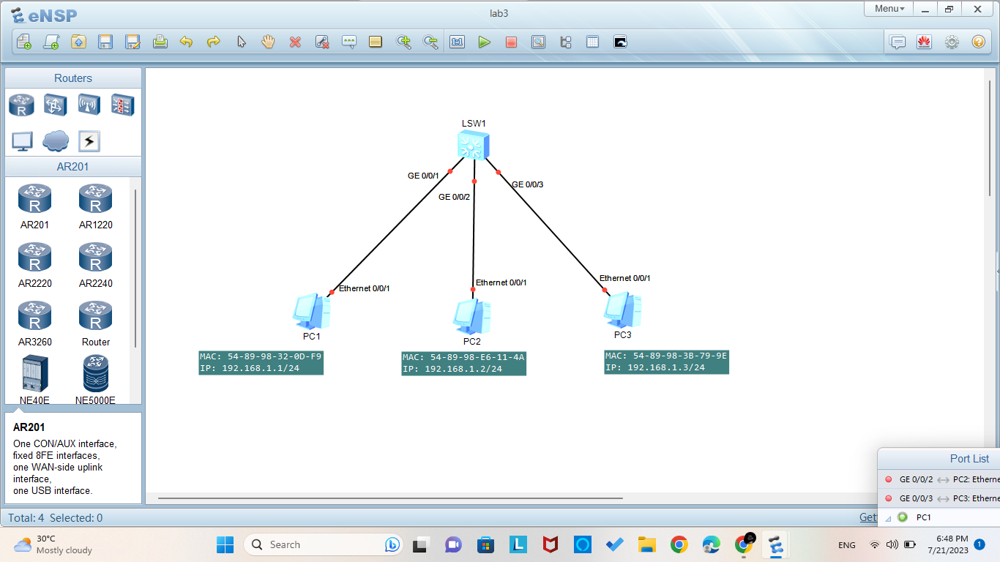 eNSP
lab3
Menu
Routers
AR201
AR201
AR1220
AR2220
AR2240
AR3260
Router
NE40E
NE5000E
AR201
One CON/AUX interface,
fixed 8FE interfaces,
one WAN-side uplink
interface,
one USB interface.
LSW1
GE 0/0/1
GE 0/0/2
GE 0/0/3
Ethernet 0/0/1
Ethernet 0/0/1
Ethernet 0/0/1
PC1
PC2
PC3
MAC: 54-89-98-32-0D-F9
IP: 192.168.1.1/24
MAC: 54-89-98-E6-11-4A
IP: 192.168.1.2/24
MAC: 54-89-98-3B-79-9E
IP: 192.168.1.3/24
Port List
GE 0/0/2 PC2: Etherne
GE 0/0/3 PC3: Etherne
PC1
Total: 4 Selected: 0
Get
30°C
Mostly cloudy
Search
ENG
6:48 PM
7/21/2023
1